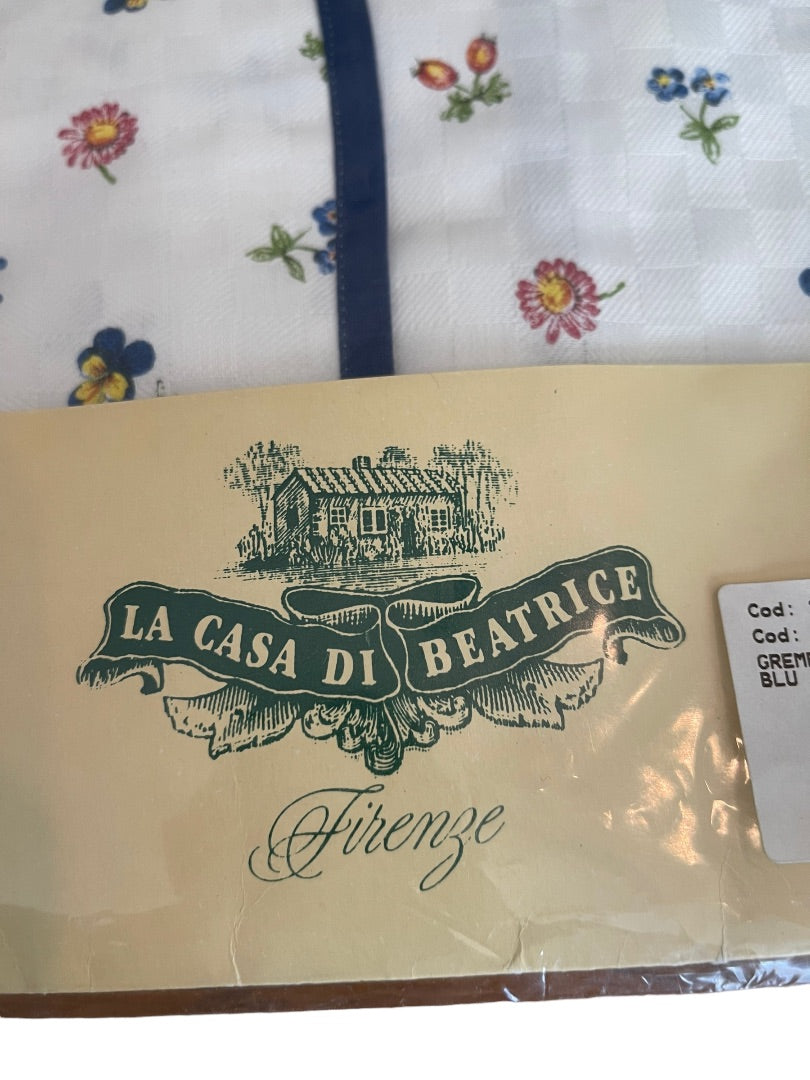 LA CASA DI BEATRICE
Firenze
Cod:
Cod:
BLU